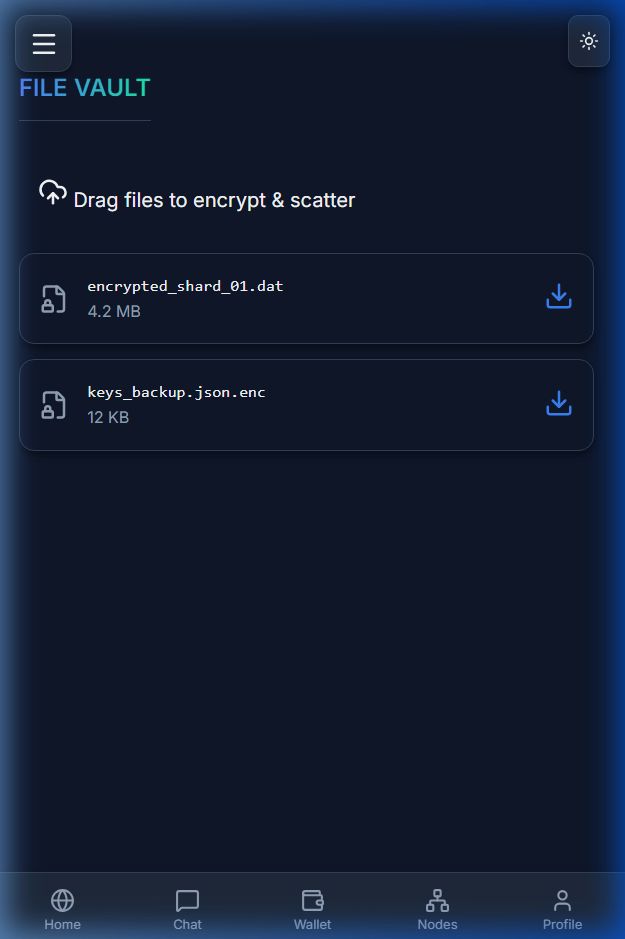 FILE VAULT
Drag files to encrypt & scatter
encrypted_shard_01.dat
4.2 MB
keys_backup.json.enc
12 KB
Home Chat Wallet Nodes Profile